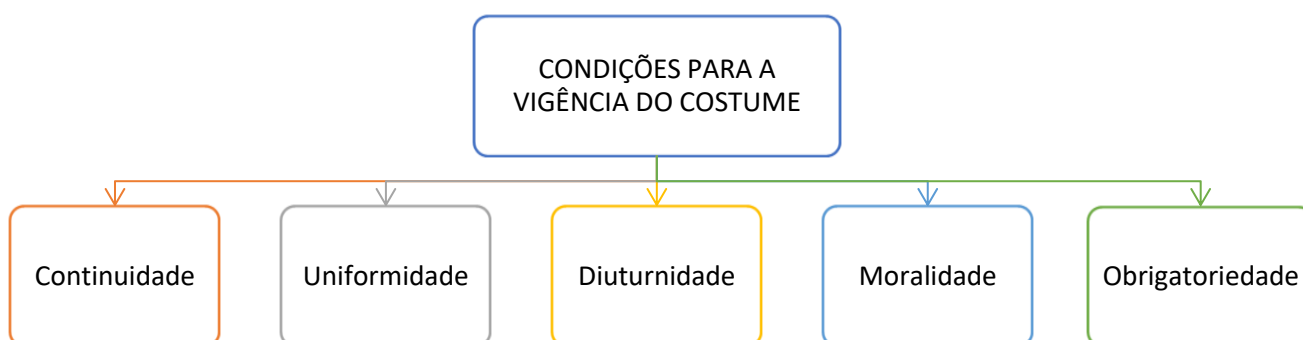 CONDIÇÕES PARA A
VIGÊNCIA DO COSTUME
Continuidade
Uniformidade
Diuturnidade
Moralidade
Obrigatoriedade